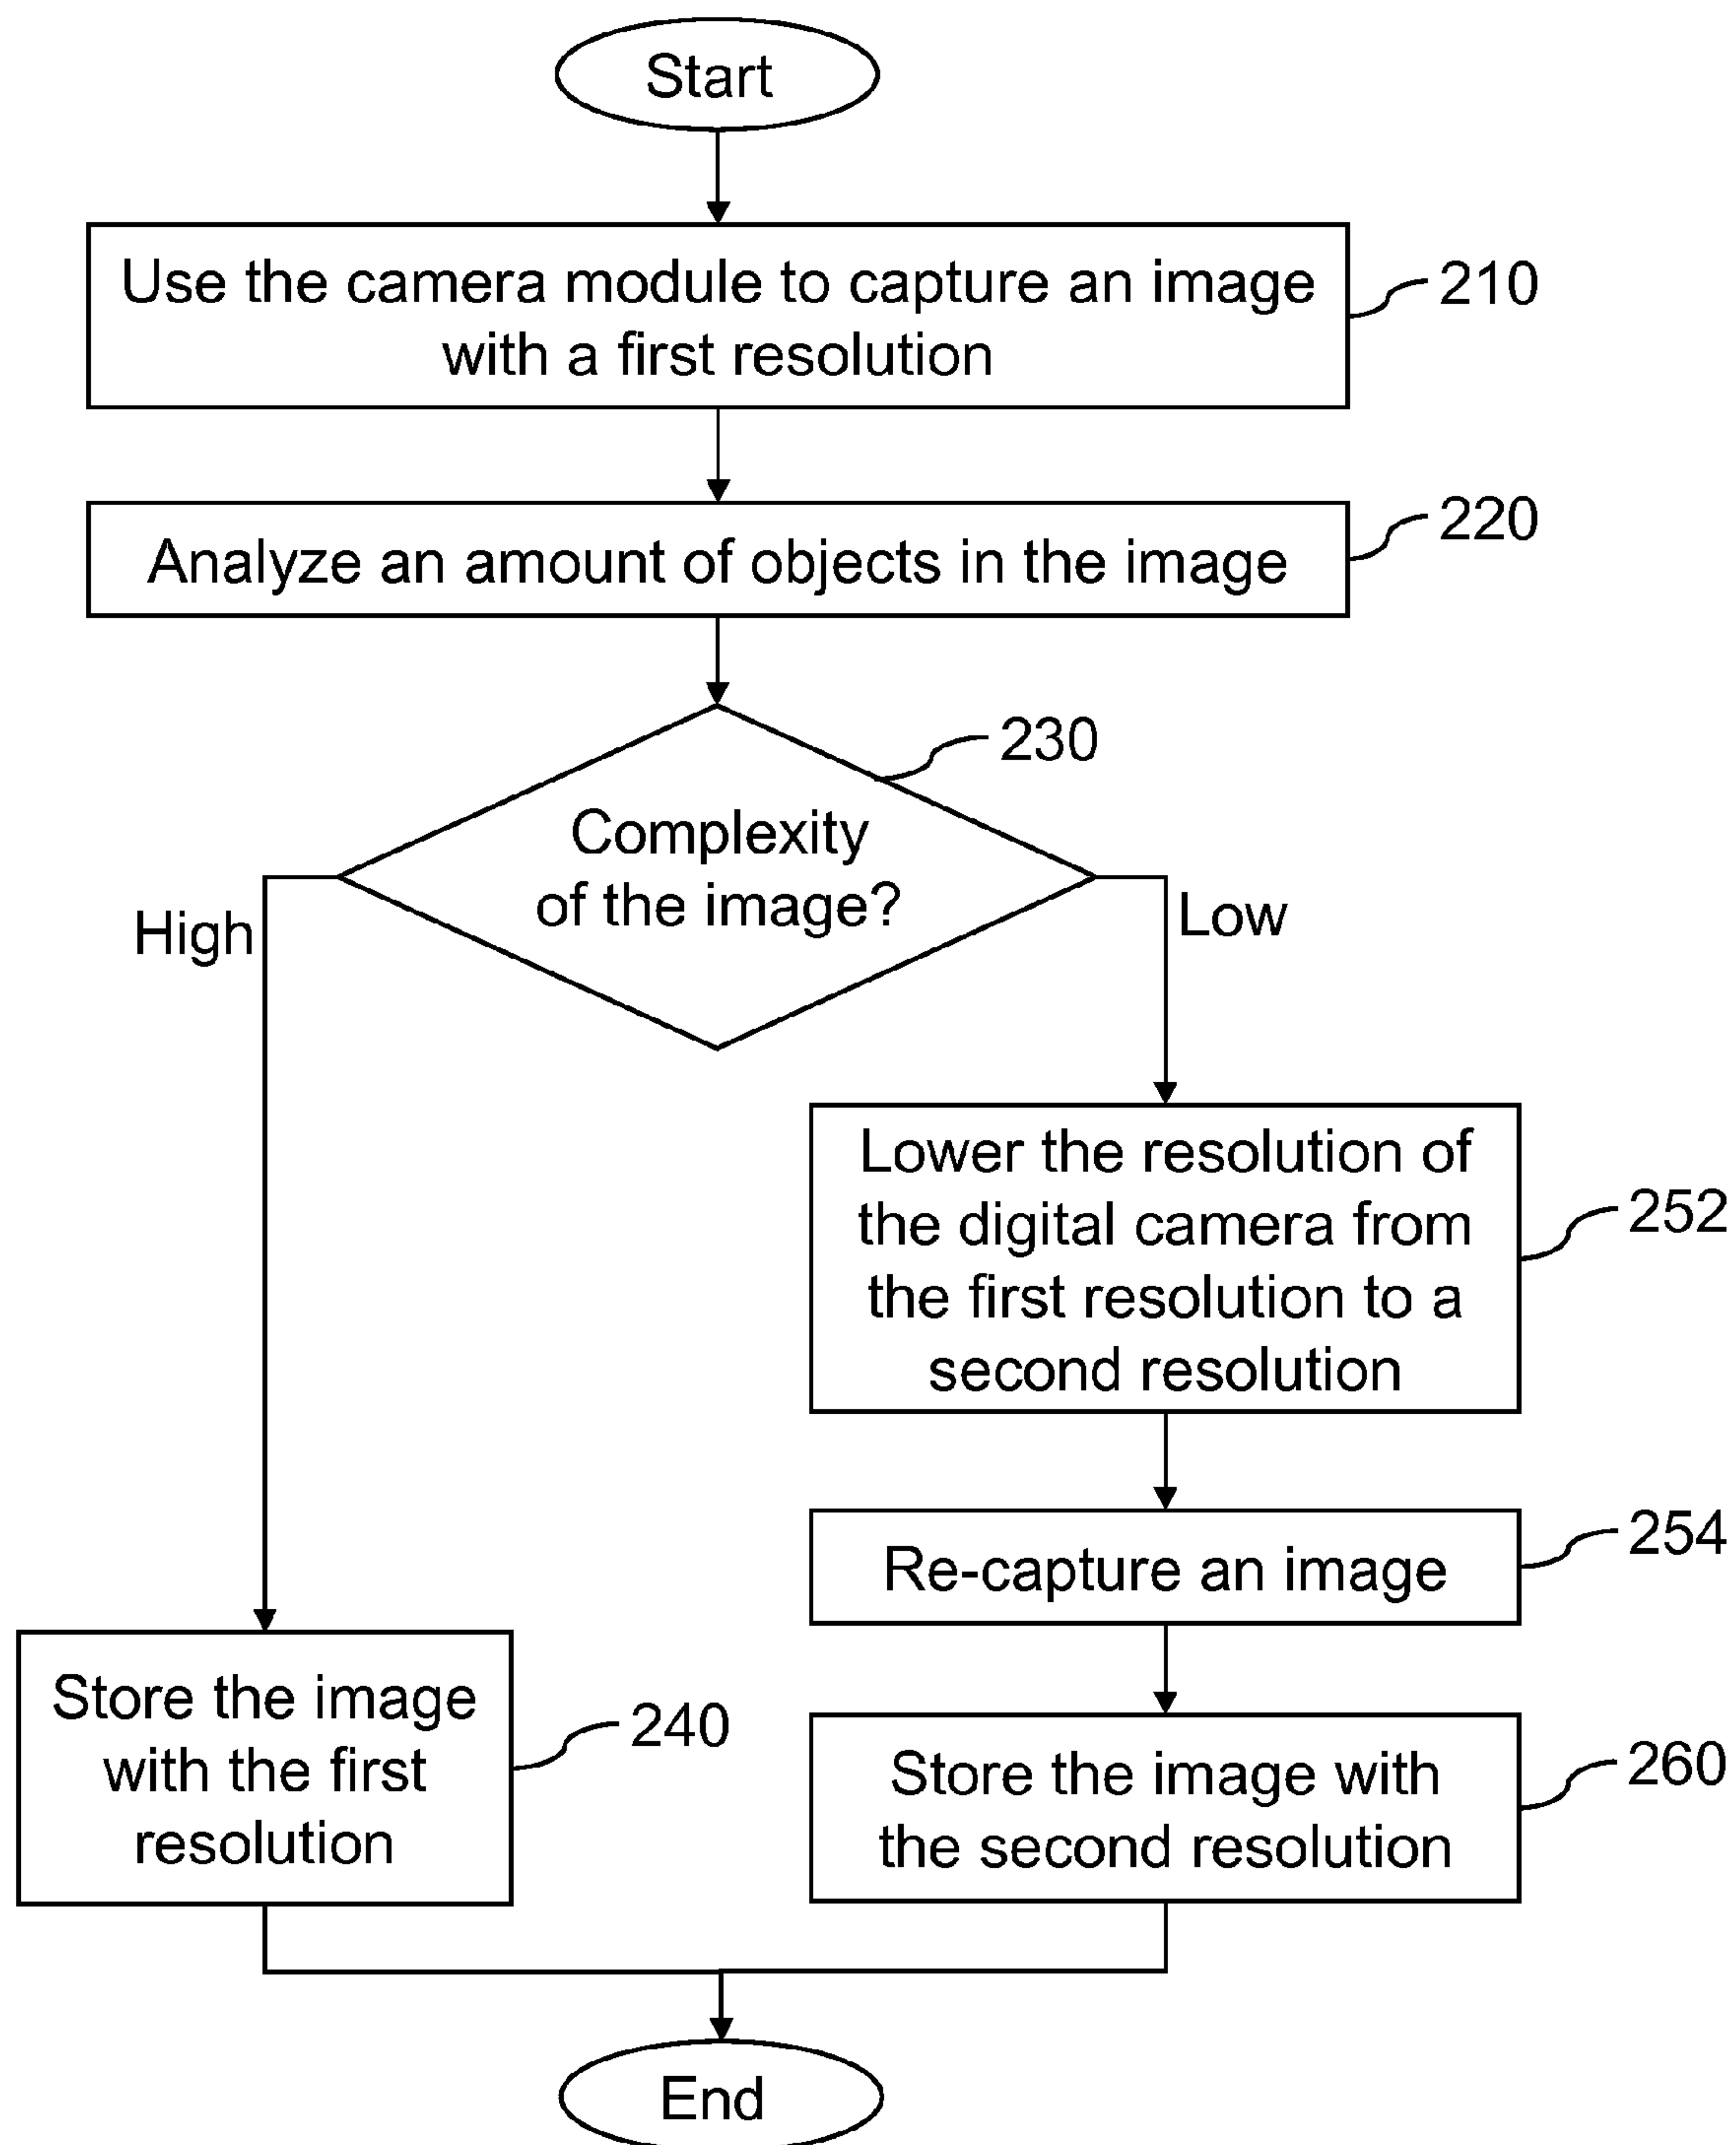 Start
Use the camera module to capture an image
with a first resolution
210
Analyze an amount of objects in the image
220
230
Complexity
of the image?
High
Low
Lower the resolution of
the digital camera from
the first resolution to a
second resolution
252
Re-capture an image
254
Store the image
with the first
resolution
240
Store the image with
the second resolution
260
End